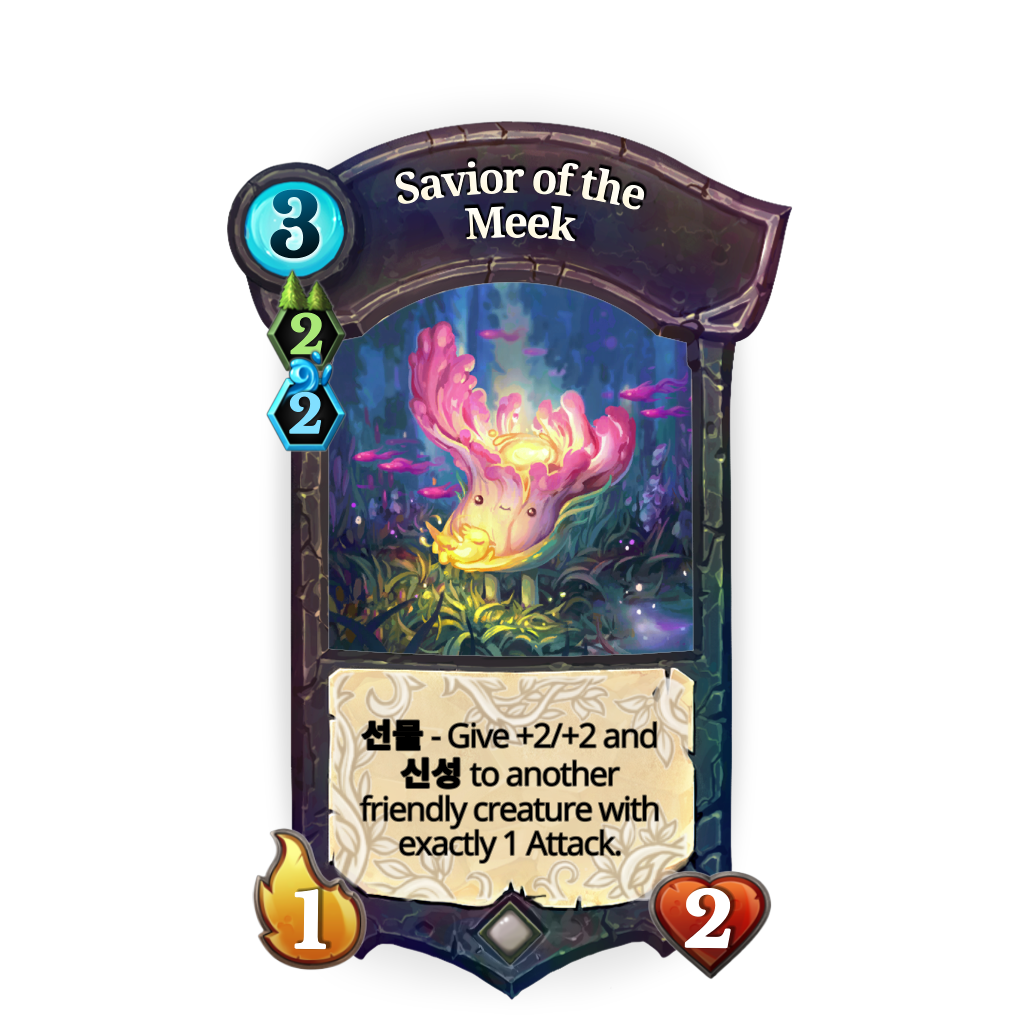 Savior of the
Meek
3
2
2
선물 - Give +2/+2 and
신성 to another
friendly creature with
exactly 1 Attack.
1
2